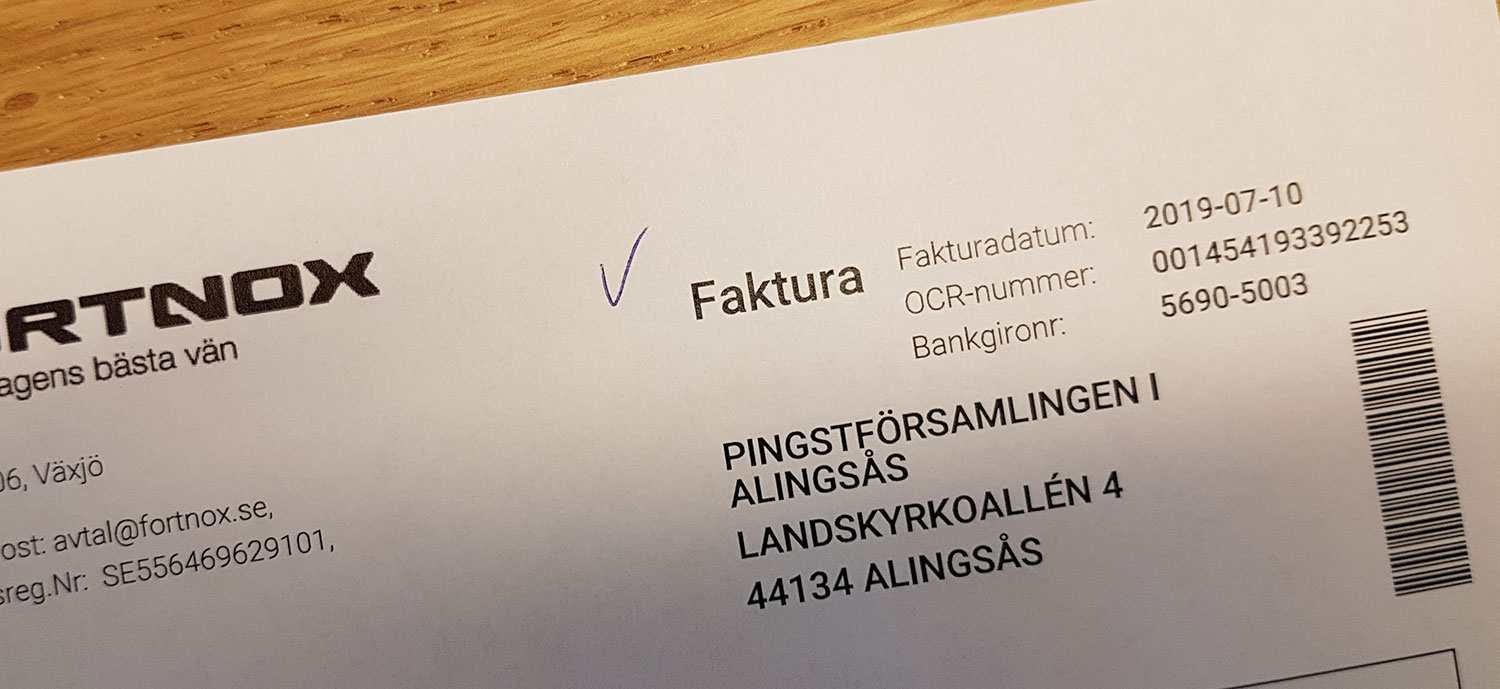 RTNOX
agens bästa vän
06, Växjö
ost: avtal@fortnox.se,
sreg.Nr: SE556469629101,
Faktura
Fakturadatum: 2019-07-10
OCR-nummer: 001454193392253
Bankgironr: 5690-5003
PINGSTFÖRSAMLINGEN I
ALINGSÅS
LANDSKYRKOALLÉN 4
44134 ALINGSÅS